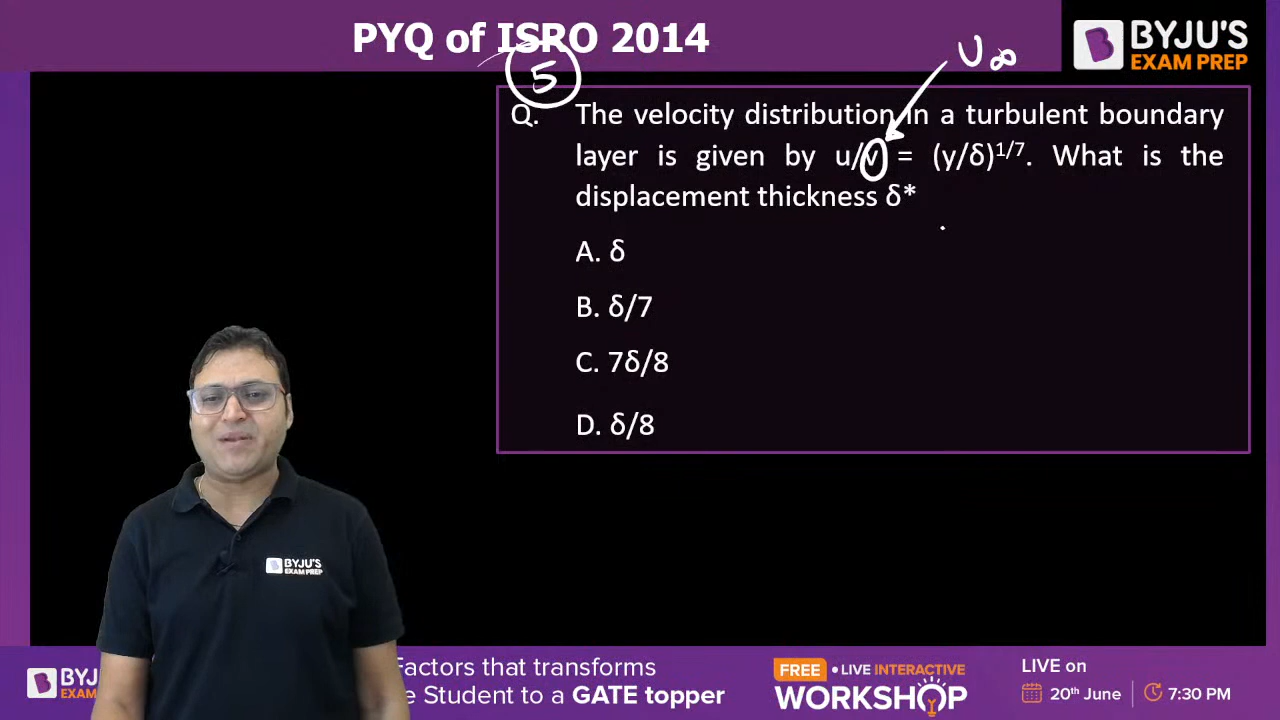 PYQ of ISRO 2014
BYJU'S
EXAM PREP
U∞
5
Q. The velocity distribution in a turbulent boundary
layer is given by u/v = (y/δ)^1/7. What is the
displacement thickness δ*
A. δ
B. δ/7
C. 7δ/8
D. δ/8
BYJU'S
EXAM PREP
BYJU
EXAM
Factors that transforms
Student to a GATE topper
FREE • LIVE INTERACTIVE
WORKSHOP
LIVE on
20th June | 7:30 PM